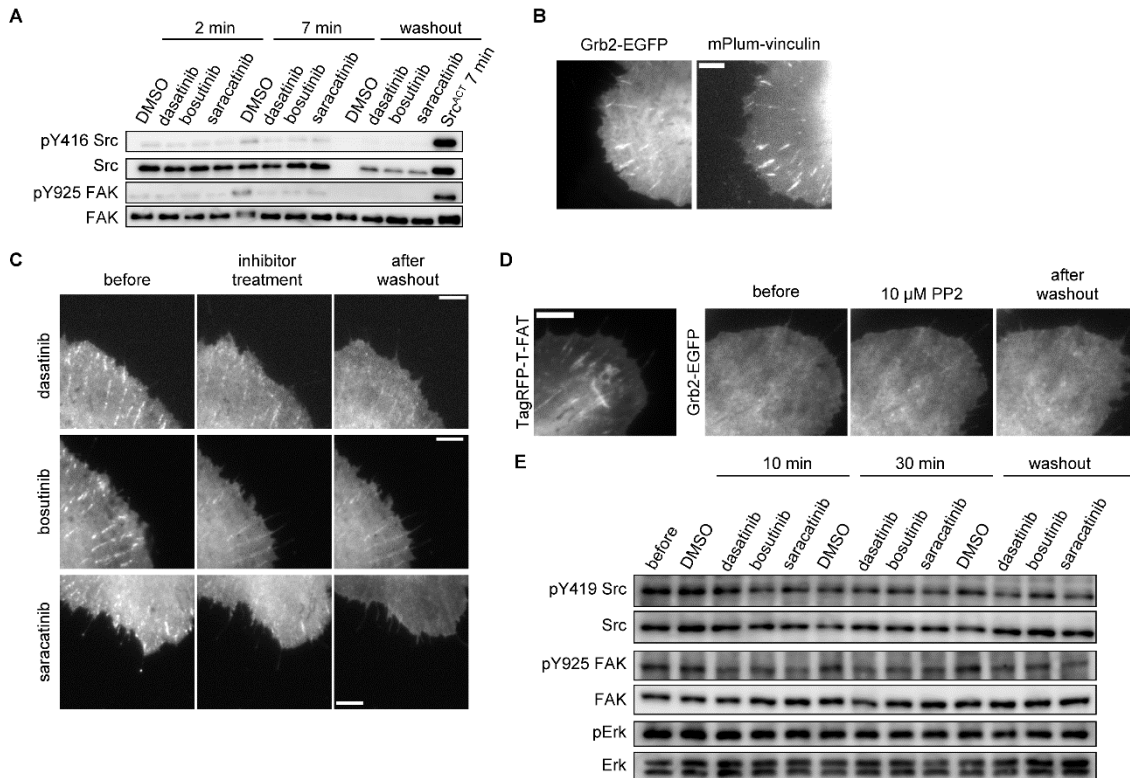 A
2 min
7 min
washout
DMSO
dasatinib
bosutinib
saracatinib
DMSO
dasatinib
bosutinib
saracatinib
DMSO
dasatinib
bosutinib
saracatinib
Src^ACT 7 min
pY416 Src
Src
pY925 FAK
FAK
B
Grb2-EGFP
mPlum-vinculin
C
before
inhibitor
treatment
after
washout
dasatinib
bosutinib
saracatinib
D
TagRFP-T-FAT
Grb2-EGFP
before
10 µM PP2
after
washout
E
10 min
30 min
washout
before
DMSO
dasatinib
bosutinib
saracatinib
DMSO
dasatinib
bosutinib
saracatinib
DMSO
dasatinib
bosutinib
saracatinib
pY419 Src
Src
pY925 FAK
FAK
pErk
Erk